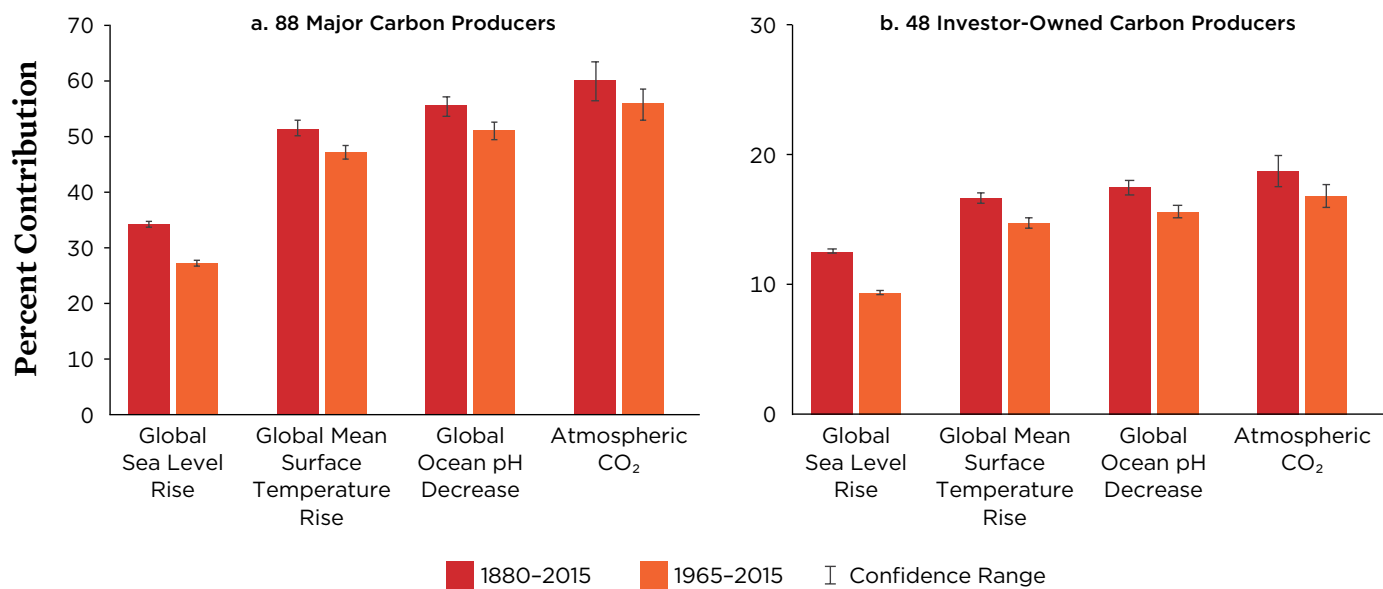 a. 88 Major Carbon Producers
Percent Contribution
70
60
50
40
30
20
10
0
Global
Sea Level
Rise
Global Mean
Surface
Temperature
Rise
Global
Ocean pH
Decrease
Atmospheric
CO₂
b. 48 Investor-Owned Carbon Producers
30
20
10
0
Global
Sea Level
Rise
Global Mean
Surface
Temperature
Rise
Global
Ocean pH
Decrease
Atmospheric
CO₂
1880–2015 1965–2015 Confidence Range